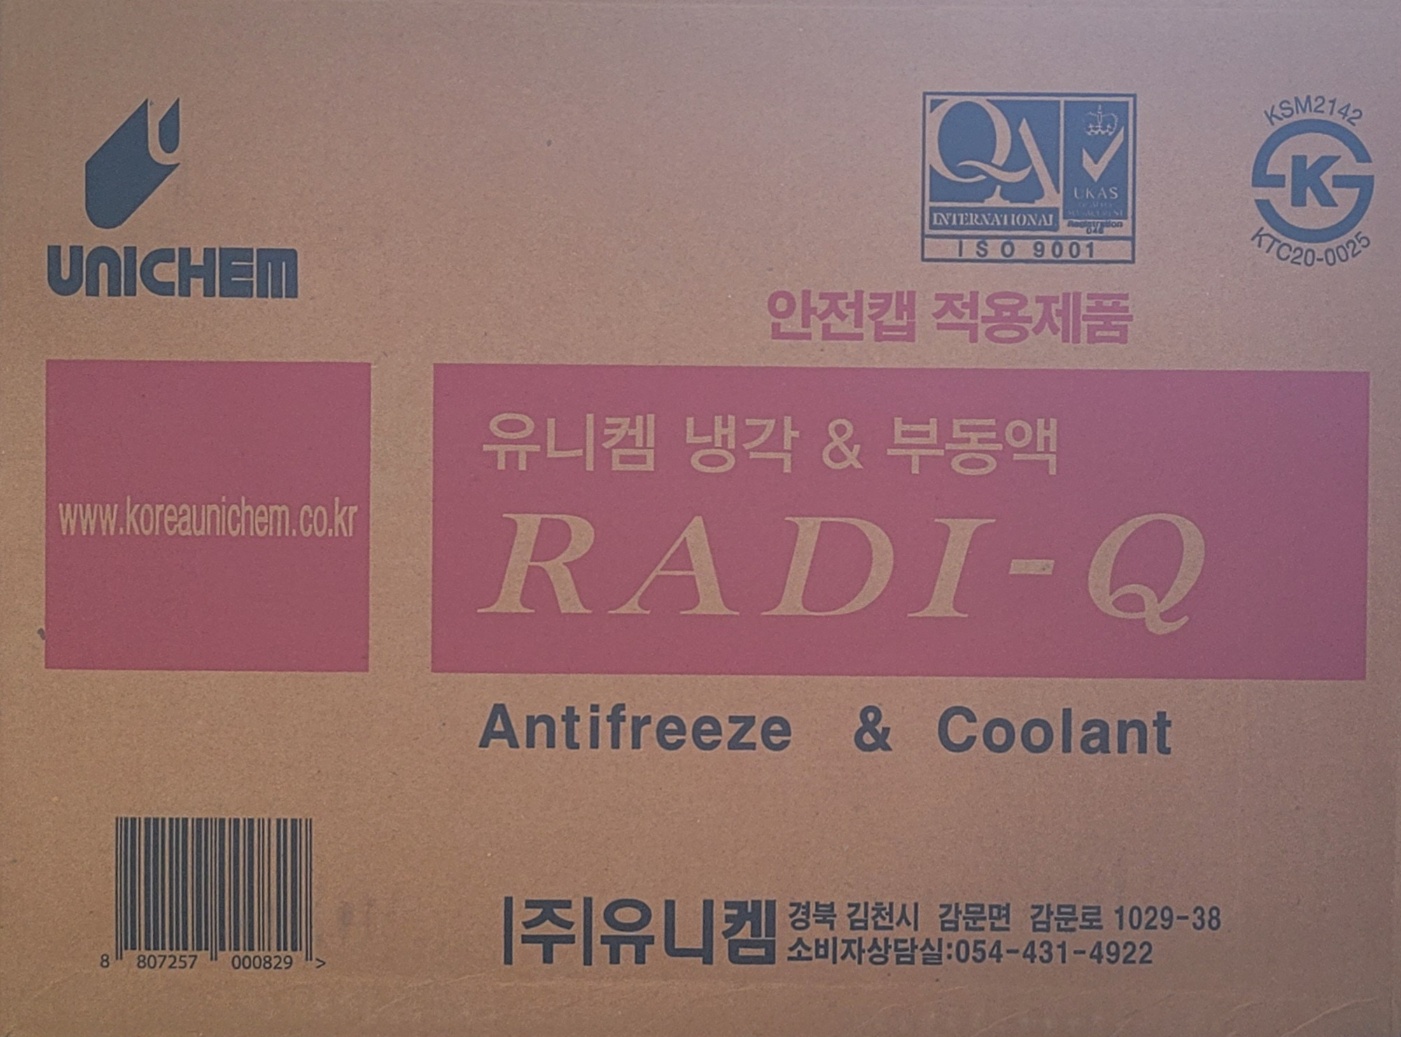 UNICHEM
QA
UKAS
INTERNATIONAL
ISO 9001
KSM2142
K
KTC20-0025
안전캡 적용제품
www.koreaunichem.co.kr
유니켐 냉각 & 부동액
RADI-Q
Antifreeze & Coolant
8 807257 000829 >
|주|유니켐
경북 김천시 감문면 감문로 1029-38
소비자상담실:054-431-4922